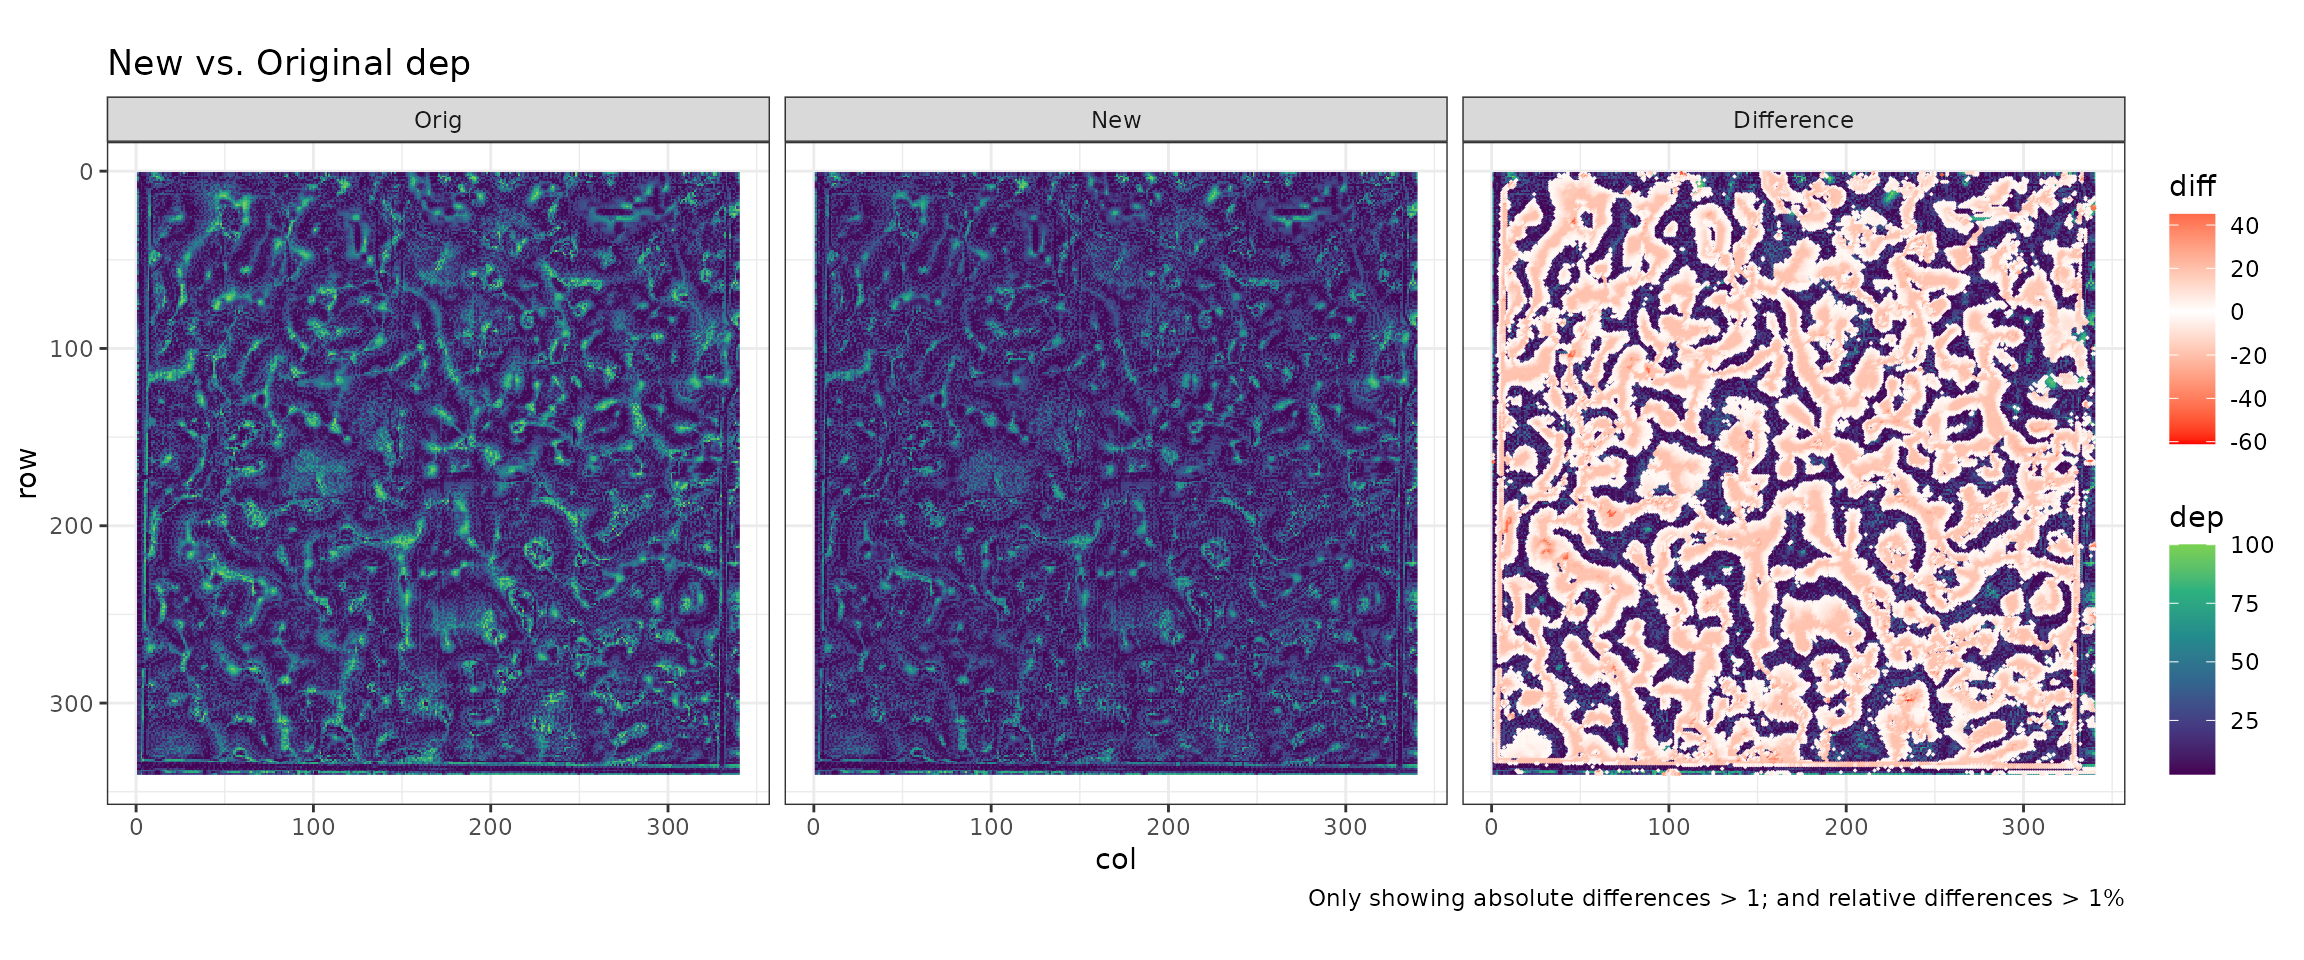 New vs. Original dep
Orig New Difference
0
100
200
300
row
0 100 200 300 0 100 200 300 0 100 200 300
col
diff
40
20
0
-20
-40
-60
dep
100
75
50
25
Only showing absolute differences > 1; and relative differences > 1%